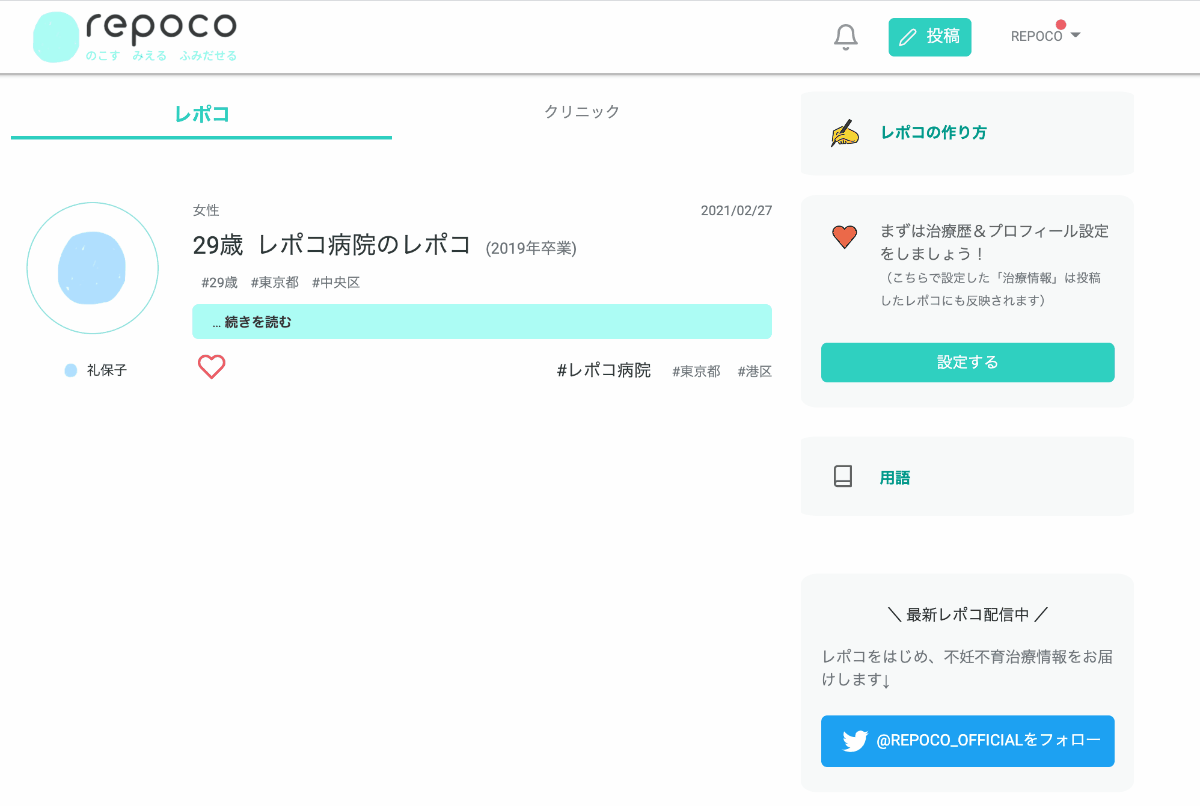 repoco
のこす みえる ふみだせる
投稿
REPOCO
レポコ
クリニック
女性
2021/02/27
29歳 レポコ病院のレポコ (2019年卒業)
#29歳 #東京都 #中央区
... 続きを読む
礼保子
#レポコ病院 #東京都 #港区
レポコの作り方
まずは治療歴＆プロフィール設定
をしましょう！
（こちらで設定した「治療情報」は投稿
したレポコにも反映されます）
設定する
用語
＼ 最新レポコ配信中 ／
レポコをはじめ、不妊不育治療情報をお届
けします↓
@REPOCO_OFFICIALをフォロー